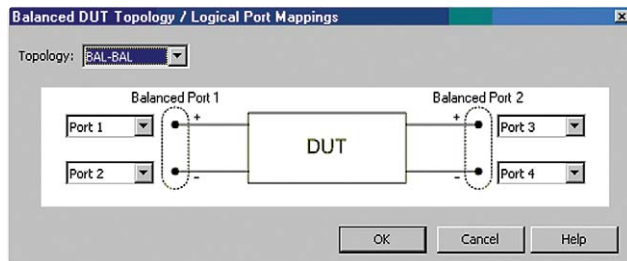 Balanced DUT Topology / Logical Port Mappings
Topology: BAL-BAL
Balanced Port 1 Balanced Port 2
Port 1 + DUT + Port 3
Port 2 - - Port 4
OK Cancel Help